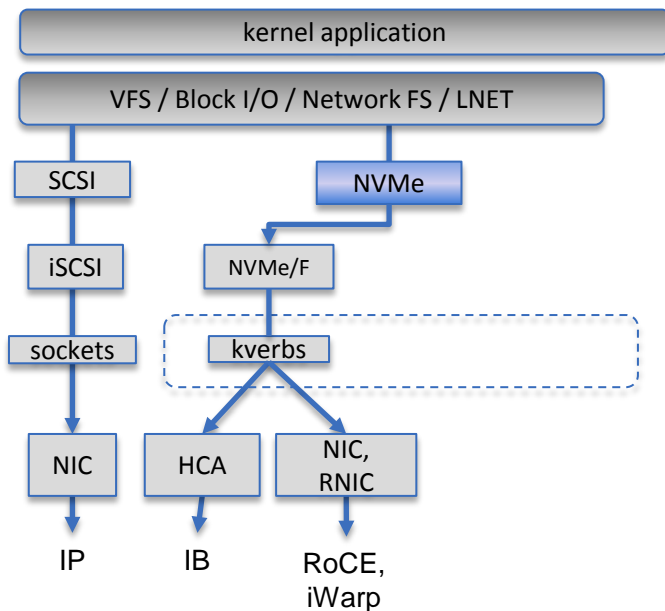 kernel application
VFS / Block I/O / Network FS / LNET
SCSI
NVMe
iSCSI
NVMe/F
sockets
kverbs
NIC
HCA
NIC,
RNIC
IP
IB
RoCE,
iWarp